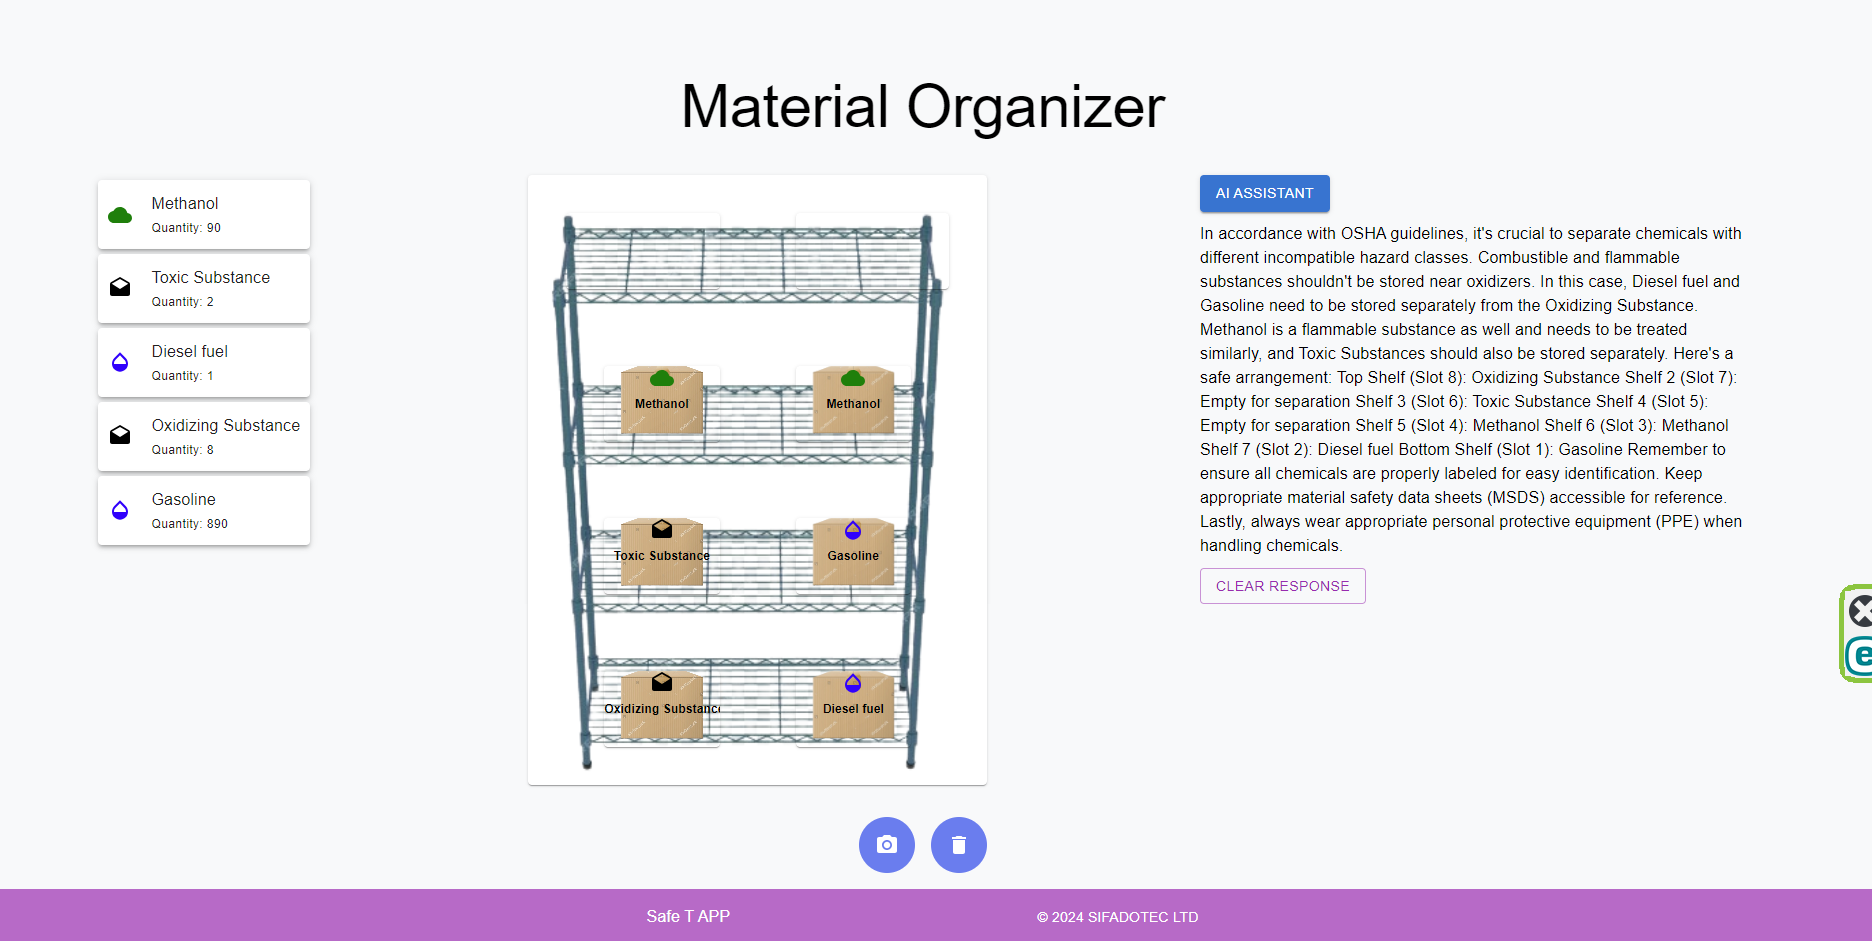 Material Organizer
Methanol
Quantity: 90
Toxic Substance
Quantity: 2
Diesel fuel
Quantity: 1
Oxidizing Substance
Quantity: 8
Gasoline
Quantity: 890
Methanol
Methanol
Toxic Substance
Gasoline
Oxidizing Substance
Diesel fuel
AI ASSISTANT
In accordance with OSHA guidelines, it's crucial to separate chemicals with
different incompatible hazard classes. Combustible and flammable
substances shouldn't be stored near oxidizers. In this case, Diesel fuel and
Gasoline need to be stored separately from the Oxidizing Substance.
Methanol is a flammable substance as well and needs to be treated
similarly, and Toxic Substances should also be stored separately. Here's a
safe arrangement: Top Shelf (Slot 8): Oxidizing Substance Shelf 2 (Slot 7):
Empty for separation Shelf 3 (Slot 6): Toxic Substance Shelf 4 (Slot 5):
Empty for separation Shelf 5 (Slot 4): Methanol Shelf 6 (Slot 3): Methanol
Shelf 7 (Slot 2): Diesel fuel Bottom Shelf (Slot 1): Gasoline Remember to
ensure all chemicals are properly labeled for easy identification. Keep
appropriate material safety data sheets (MSDS) accessible for reference.
Lastly, always wear appropriate personal protective equipment (PPE) when
handling chemicals.
CLEAR RESPONSE
e
Safe T APP
© 2024 SIFADOTEC LTD